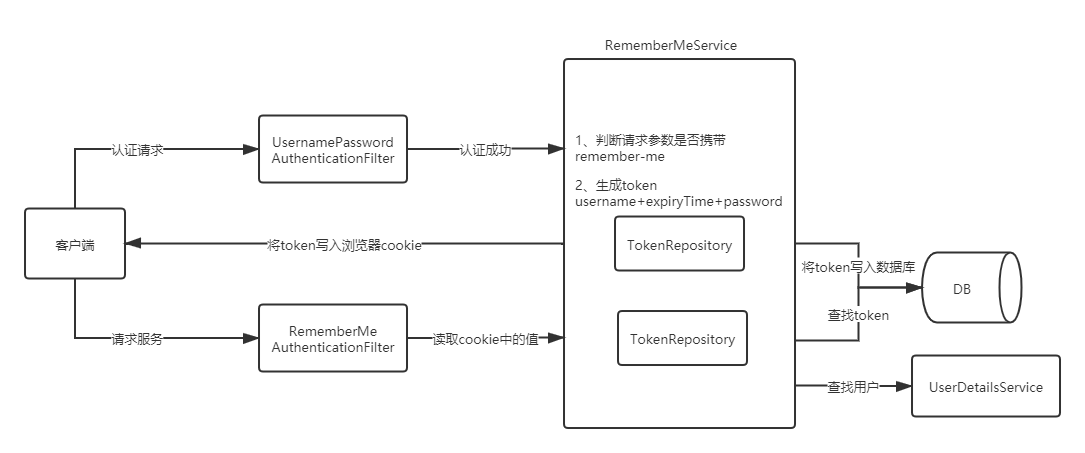 RememberMeService
UsernamePassword
AuthenticationFilter
认证请求
认证成功
1、判断请求参数是否携带
remember-me
2、生成token
username+expiryTime+password
客户端
将token写入浏览器cookie
TokenRepository
将token写入数据库
DB
查找token
请求服务
RememberMe
AuthenticationFilter
读取cookie中的值
TokenRepository
查找用户
UserDetailsService